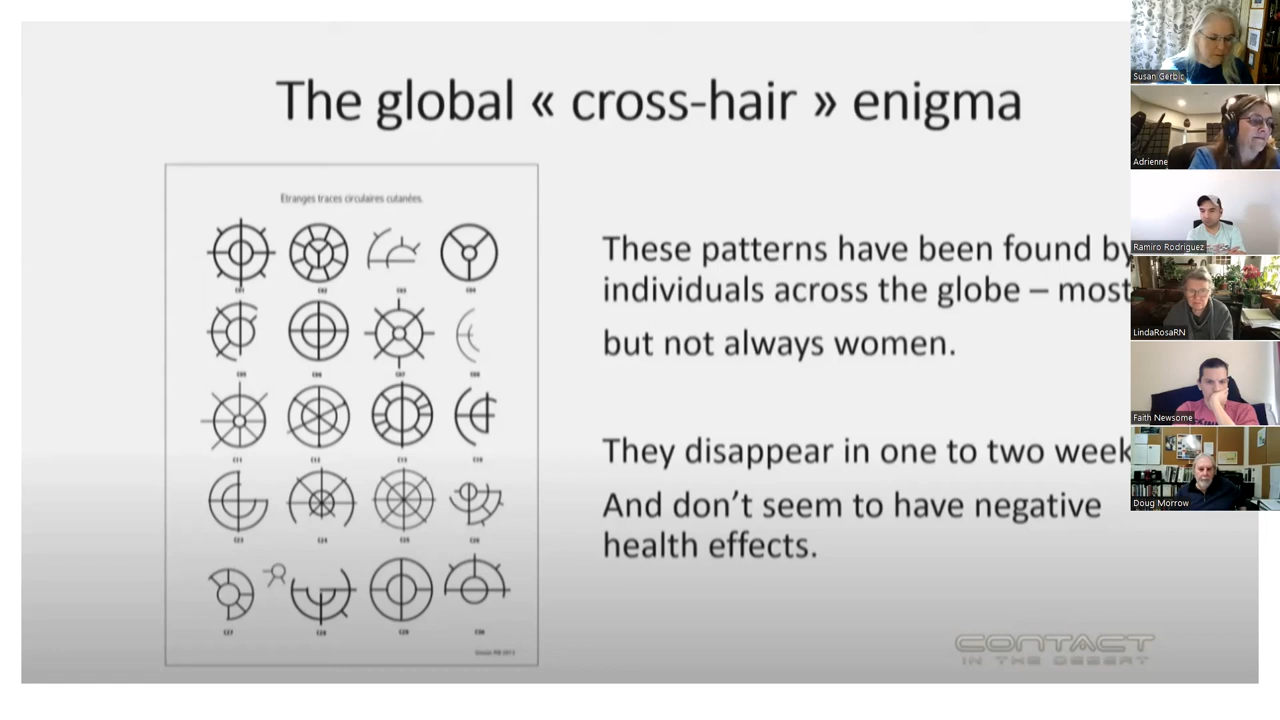 The global « cross-hair » enigma
Etranges traces circulaires cutanées.
These patterns have been found by
individuals across the globe – most
but not always women.
They disappear in one to two week
And don't seem to have negative
health effects.
CONTACT
IN THE DESERT
Susan Gerbic
Adrienne
Ramiro Rodriguez
LindaRosaRN
Faith Newsome
Doug Morrow